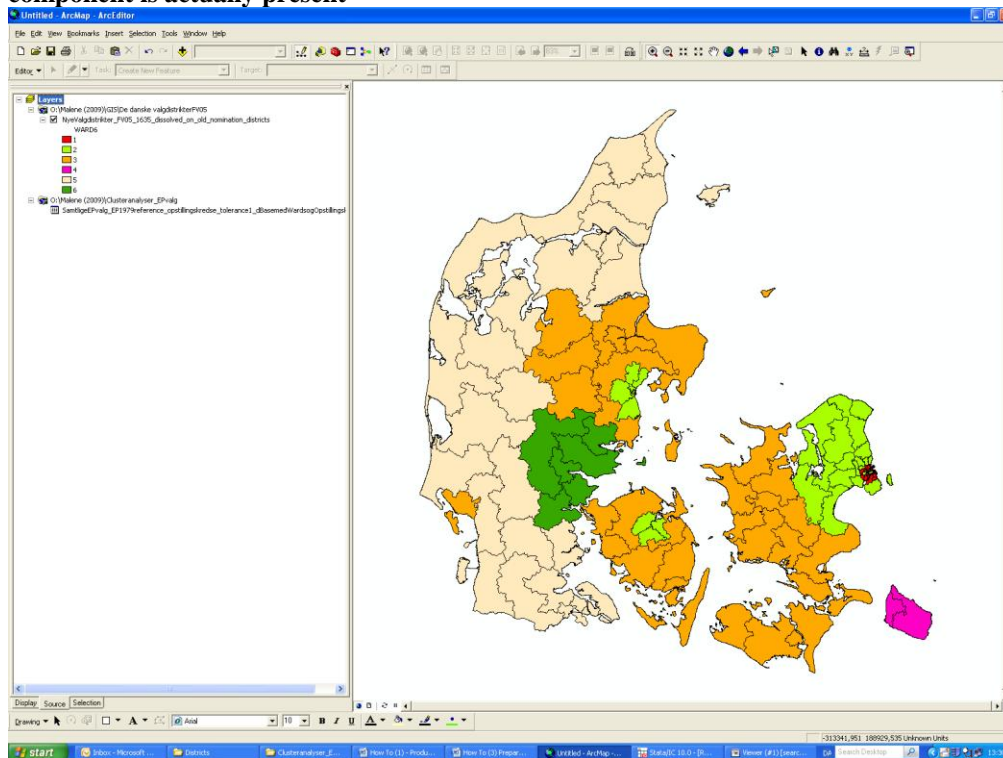 component is actually present
Untitled - ArcMap - ArcEditor
File Edit View Bookmarks Insert Selection Tools Window Help
Editor Task: Create New Feature Target:
Layers
O:\Malene (2009)\GIS\De danske valgdistrikterFV05
NyeValgdistrikter_FV05_1635_dissolved_on_old_nomination_districts
WARD6
1
2
3
4
5
6
O:\Malene (2009)\Clusteranalyser_EPvalg
SamtligeEPvalg_EP1979reference_opstillingskredse_tolerance1_dBasemedWardsogOpstillingsl
Display Source Selection
Drawing A Arial 10 B I U A
-313341,951 188929,535 Unknown Units
start Inbox - Microsoft ... Districts Clusteranalyser_E... How To (1) - Produ... How To (3) Prepar... Untitled - ArcMap -... Stata/IC 10.0 - [R... Viewer (#1) [searc... DA Search Desktop